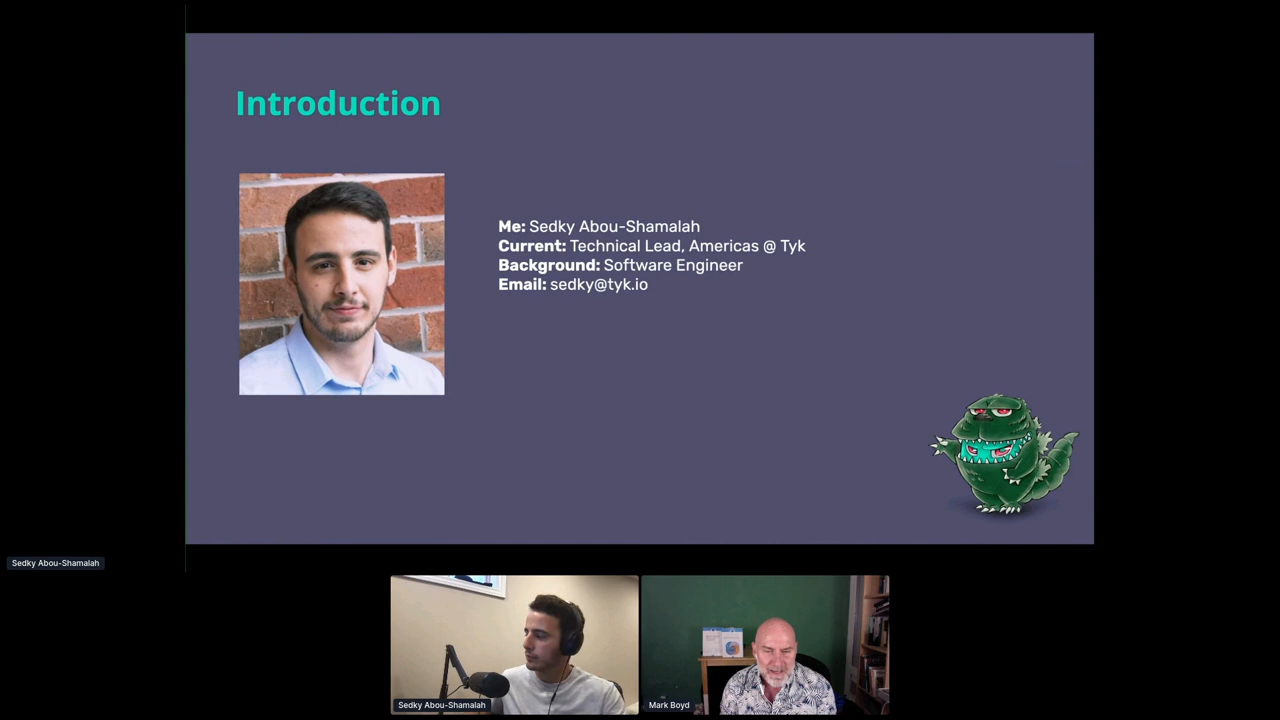 Introduction
Me: Sedky Abou-Shamalah
Current: Technical Lead, Americas @ Tyk
Background: Software Engineer
Email: sedky@tyk.io
Sedky Abou-Shamalah
Sedky Abou-Shamalah
Mark Boyd